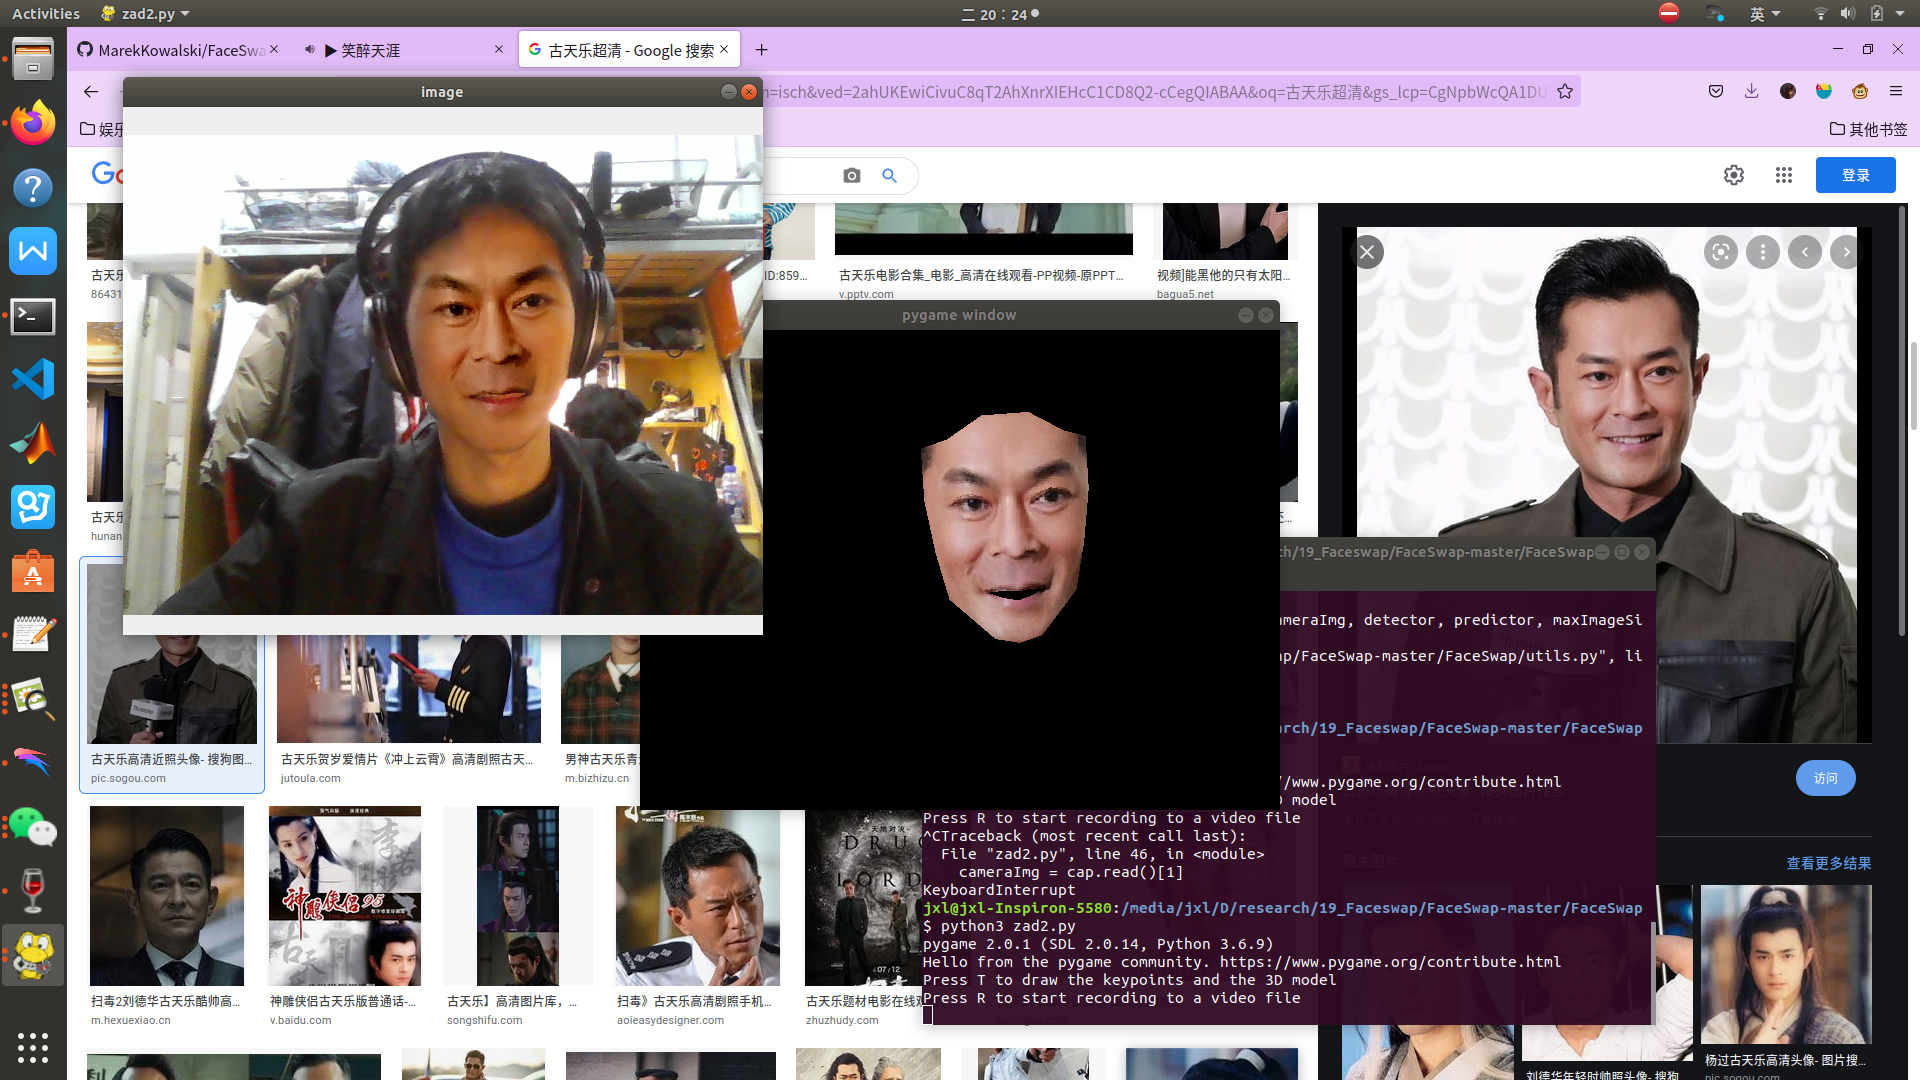 Activities
zad2.py
二 20：24
英
MarekKowalski/FaceSwa
▶ 笑醉天涯
古天乐超清 - Google 搜索
image
n=isch&ved=2ahUKEwiCivuC8qT2AhXnrXIEHcC1CD8Q2-cCegQIABAA&oq=古天乐超清&gs_lcp=CgNpbWcQA1DU
娱乐
其他书签
Go
登录
古天
86431
ID:859...
古天乐电影合集_电影_高清在线观看-PP视频-原PPT...
v.pptv.com
视频]能黑他的只有太阳...
bagua5.net
pygame window
古天乐
hunan
ch/19_Faceswap/FaceSwap-master/FaceSwap
meraImg, detector, predictor, maxImageSi
p/FaceSwap-master/FaceSwap/utils.py", li
arch/19_Faceswap/FaceSwap-master/FaceSwap
//www.pygame.org/contribute.html
D model
Press R to start recording to a video file
^CTraceback (most recent call last):
File "zad2.py", line 46, in <module>
cameraImg = cap.read()[1]
KeyboardInterrupt
jxl@jxl-Inspiron-5580:/media/jxl/D/research/19_Faceswap/FaceSwap-master/FaceSwap
$ python3 zad2.py
pygame 2.0.1 (SDL 2.0.14, Python 3.6.9)
Hello from the pygame community. https://www.pygame.org/contribute.html
Press T to draw the keypoints and the 3D model
Press R to start recording to a video file
古天乐高清近照头像- 搜狗图...
pic.sogou.com
古天乐贺岁爱情片《冲上云霄》高清剧照古天...
jutoula.com
男神古天乐青
m.bizhizu.cn
访问
相关图片
查看更多结果
神雕侠侣95
DRUG
LORD
07/12
扫毒2刘德华古天乐酷帅高...
m.hexuexiao.cn
神雕侠侣古天乐版普通话-...
v.baidu.com
古天乐】高清图片库，...
songshifu.com
扫毒》古天乐高清剧照手机...
aoieasydesigner.com
古天乐题材电影在线观
zhuzhudy.com
刘德华年轻时帅照头像- 搜狗
杨过古天乐高清头像- 图片搜...
pic.sogou.com